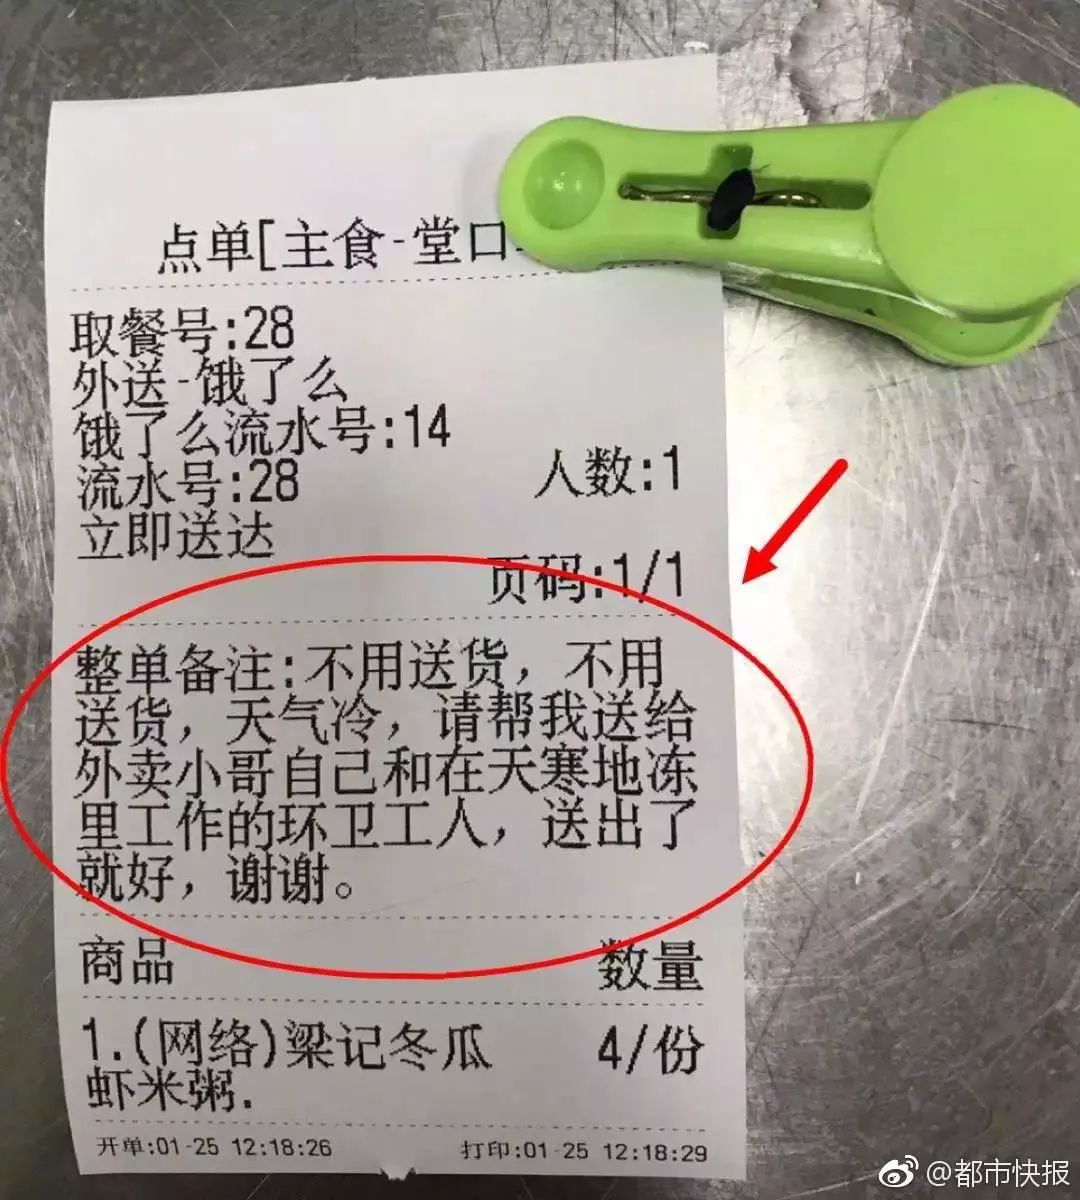 点单[主食-堂口-
取餐号:28
外送-饿了么
饿了么流水号:14
流水号:28
人数:1
立即送达
页码:1/1
整单备注:不用送货，不用
送货，天气冷，请帮我送给
外卖小哥自己和在天寒地冻
里工作的环卫工人，送出了
就好，谢谢。
商品 数量
1.(网络)梁记冬瓜 4/份
虾米粥.
开单:01-25 12:18:26 打印:01-25 12:18:29
@都市快报